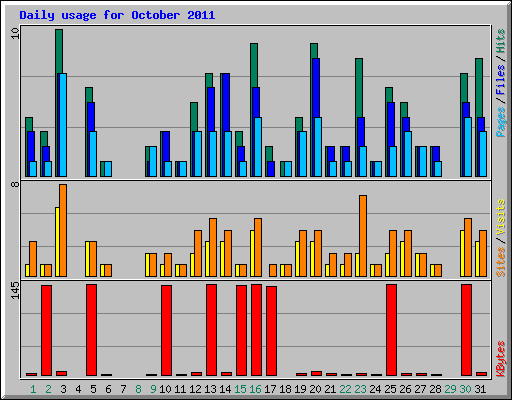 Daily usage for October 2011
10
Pages / Files / Hits
8
Sites / Visits
145
KBytes
1 2 3 4 5 6 7 8 9 10 11 12 13 14 15 16 17 18 19 20 21 22 23 24 25 26 27 28 29 30 31